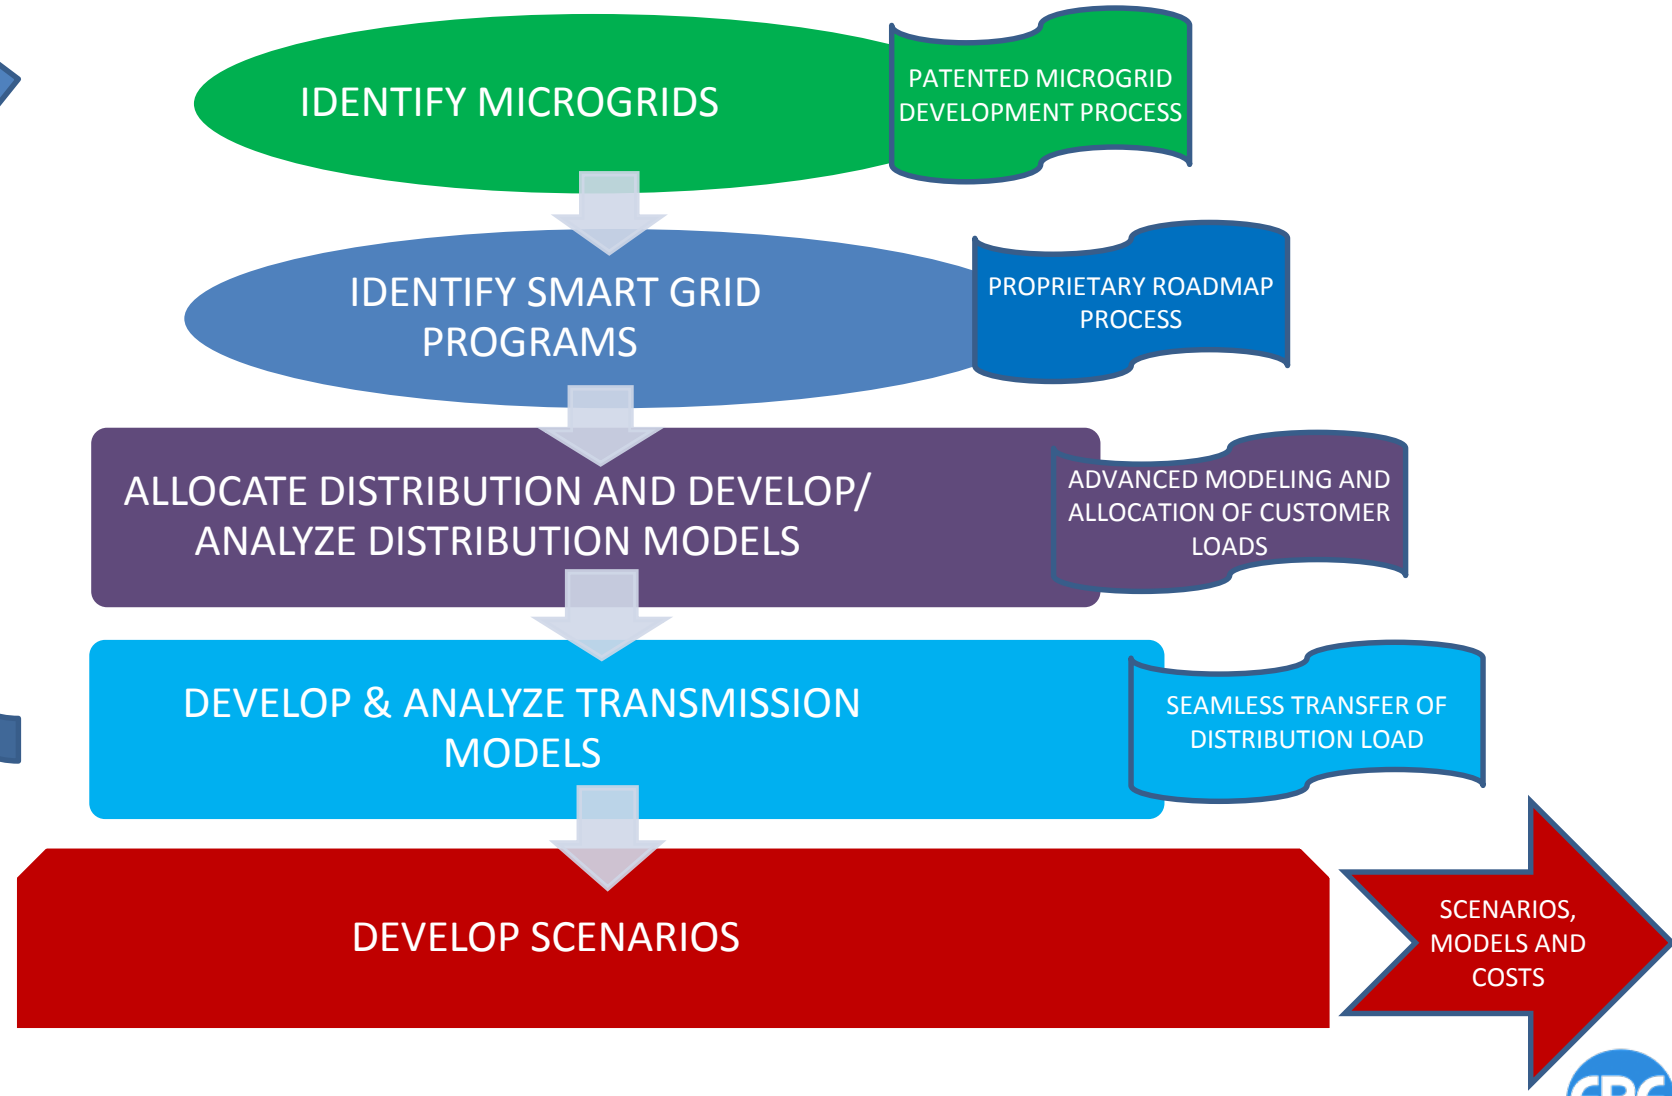 IDENTIFY MICROGRIDS
PATENTED MICROGRID
DEVELOPMENT PROCESS
IDENTIFY SMART GRID
PROGRAMS
PROPRIETARY ROADMAP
PROCESS
ALLOCATE DISTRIBUTION AND DEVELOP/
ANALYZE DISTRIBUTION MODELS
ADVANCED MODELING AND
ALLOCATION OF CUSTOMER
LOADS
DEVELOP & ANALYZE TRANSMISSION
MODELS
SEAMLESS TRANSFER OF
DISTRIBUTION LOAD
DEVELOP SCENARIOS
SCENARIOS,
MODELS AND
COSTS